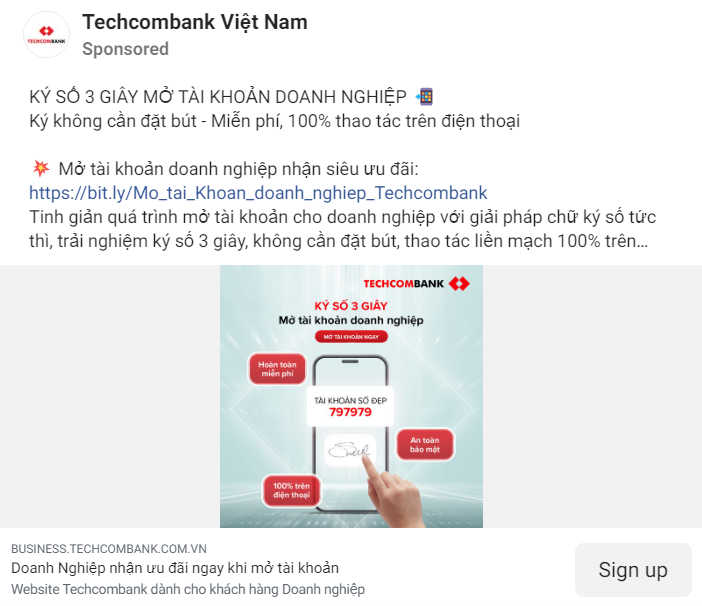 Techcombank Việt Nam
Sponsored
KÝ SỐ 3 GIÂY MỞ TÀI KHOẢN DOANH NGHIỆP 📲
Ký không cần đặt bút - Miễn phí, 100% thao tác trên điện thoại
💥 Mở tài khoản doanh nghiệp nhận siêu ưu đãi:
https://bit.ly/Mo_tai_Khoan_doanh_nghiep_Techcombank
Tinh giản quá trình mở tài khoản cho doanh nghiệp với giải pháp chữ ký số tức
thì, trải nghiệm ký số 3 giây, không cần đặt bút, thao tác liền mạch 100% trên...
TECHCOMBANK
TECHCOMBANK
KÝ SỐ 3 GIÂY
Mở tài khoản doanh nghiệp
MỞ TÀI KHOẢN NGAY
Hoàn toàn
miễn phí
TÀI KHOẢN SỐ ĐẸP
797979
An toàn
bảo mật
100% trên
điện thoại
BUSINESS.TECHCOMBANK.COM.VN
Doanh Nghiệp nhận ưu đãi ngay khi mở tài khoản
Website Techcombank dành cho khách hàng Doanh nghiệp
Sign up